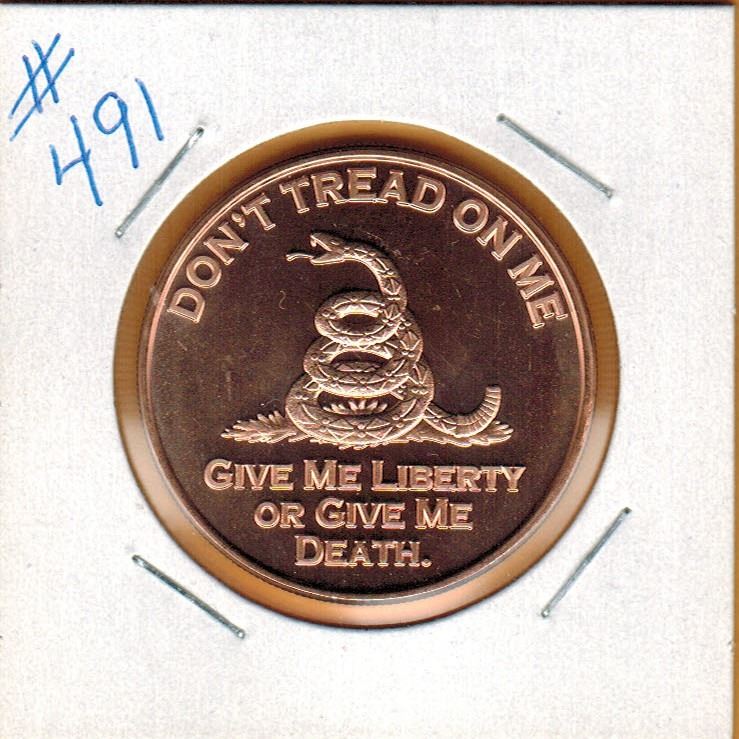 #
491
DON'T TREAD ON ME
GIVE ME LIBERTY
OR GIVE ME
DEATH.